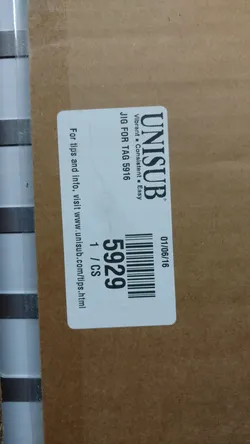 UNISUB®
Vibrant • Consistent • Easy
JIG FOR TAG 5916
01/06/16
5929
1 / CS
For tips and info, visit www.unisub.com/tips.html